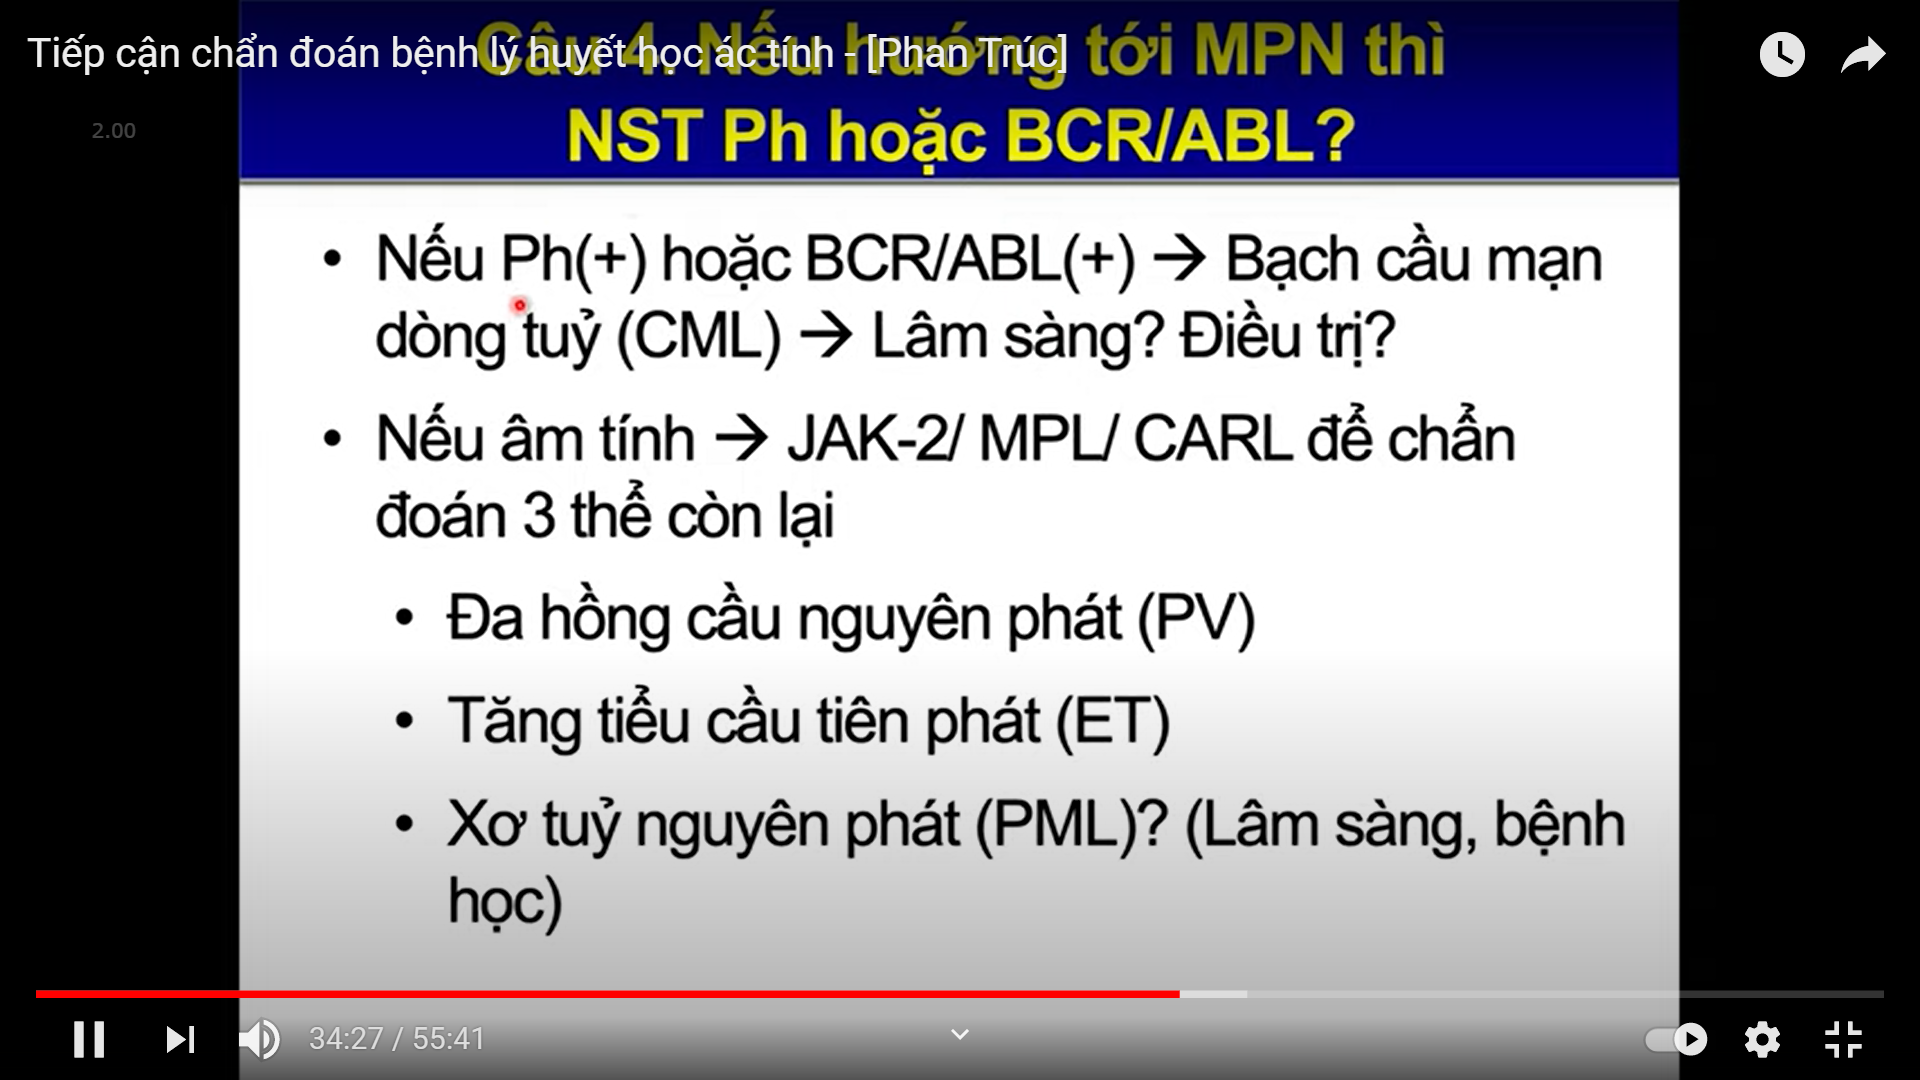 Tiếp cận chẩn đoán bệnh lý huyết học ác tính - [Phan Trúc]
Câu 4. Nếu hướng tới MPN thì
2.00
NST Ph hoặc BCR/ABL?
• Nếu Ph(+) hoặc BCR/ABL(+) → Bạch cầu mạn
dòng tuỷ (CML) → Lâm sàng? Điều trị?
• Nếu âm tính → JAK-2/ MPL/ CARL để chẩn
đoán 3 thể còn lại
• Đa hồng cầu nguyên phát (PV)
• Tăng tiểu cầu tiên phát (ET)
• Xơ tuỷ nguyên phát (PML)? (Lâm sàng, bệnh
học)
34:27 / 55:41